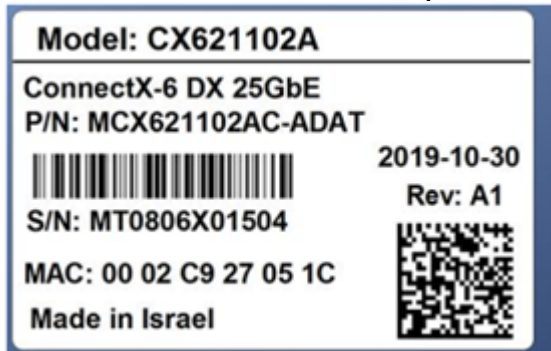 Model: CX621102A
ConnectX-6 DX 25GbE
P/N: MCX621102AC-ADAT
2019-10-30
Rev: A1
S/N: MT0806X01504
MAC: 00 02 C9 27 05 1C
Made in Israel